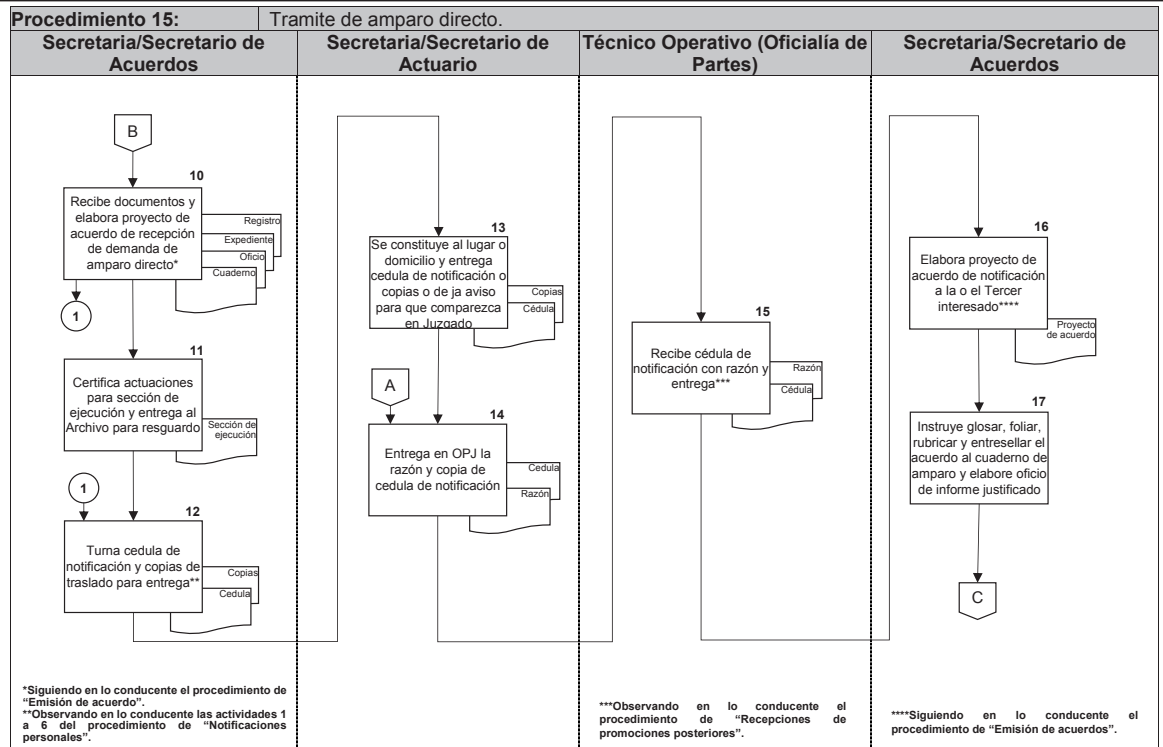 Procedimiento 15:
Tramite de amparo directo.
Secretaria/Secretario de
Acuerdos
Secretaria/Secretario de
Actuario
Técnico Operativo (Oficialía de
Partes)
Secretaria/Secretario de
Acuerdos
B
10
Recibe documentos y
elabora proyecto de
acuerdo de recepción
de demanda de
amparo directo*
Registro
Expediente
Oficio
Cuaderno
1
11
Certifica actuaciones
para sección de
ejecución y entrega al
Archivo para resguardo
Sección de
ejecución
1
12
Turna cedula de
notificación y copias de
traslado para entrega**
Copias
Cedula
*Siguiendo en lo conducente el procedimiento de
“Emisión de acuerdo”.
**Observando en lo conducente las actividades 1
a 6 del procedimiento de “Notificaciones
personales”.
13
Se constituye al lugar o
domicilio y entrega
cedula de notificación o
copias o de ja aviso
para que comparezca
en Juzgado
Copias
Cédula
A
14
Entrega en OPJ la
razón y copia de
cedula de notificación
Cedula
Razón
15
Recibe cédula de
notificación con razón y
entrega***
Razón
Cédula
***Observando en lo conducente el
procedimiento de “Recepciones de
promociones posteriores”.
16
Elabora proyecto de
acuerdo de notificación
a la o el Tercer
interesado****
Proyecto
de acuerdo
17
Instruye glosar, foliar,
rubricar y entresellar el
acuerdo al cuaderno de
amparo y elabore oficio
de informe justificado
C
****Siguiendo en lo conducente el
procedimiento de “Emisión de acuerdos”.